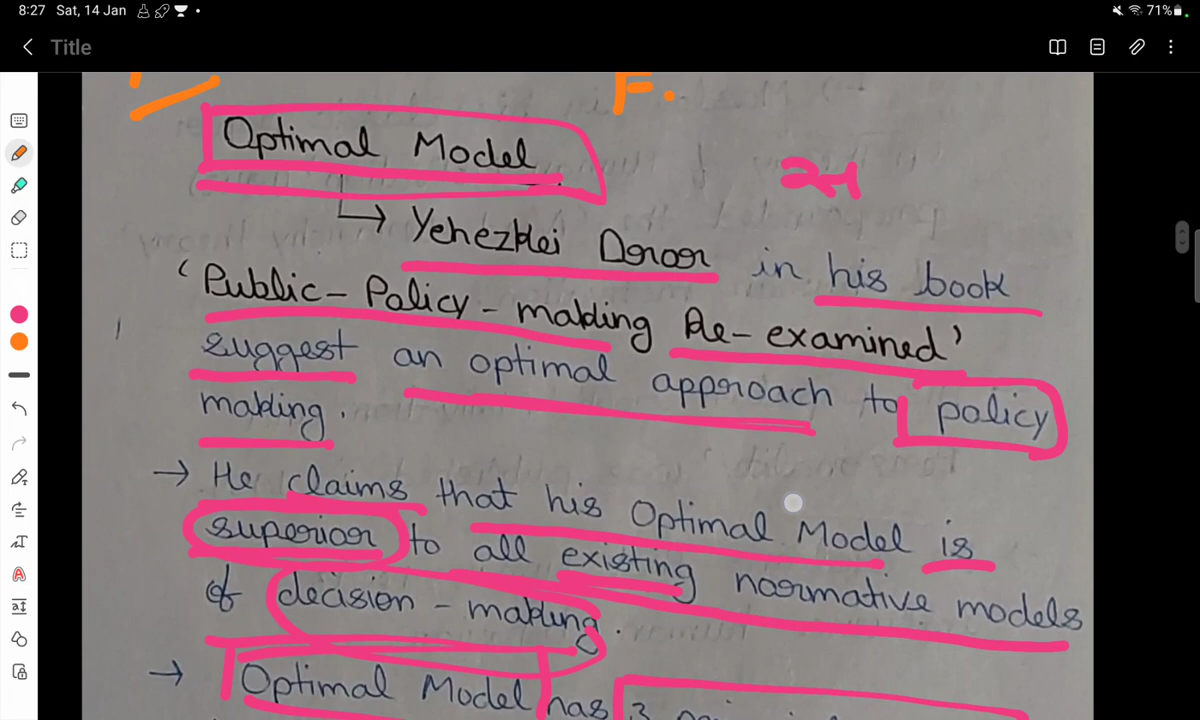 8:27 Sat, 14 Jan
71%
Title
F.
Optimal Model
→ Yehezklei Doror in his book
‘Public-Policy-making Re-examined’
suggest an optimal approach to policy
making.
→ He claims that his Optimal Model is
superior to all existing normative models
of decision-making.
→ Optimal Model has 3